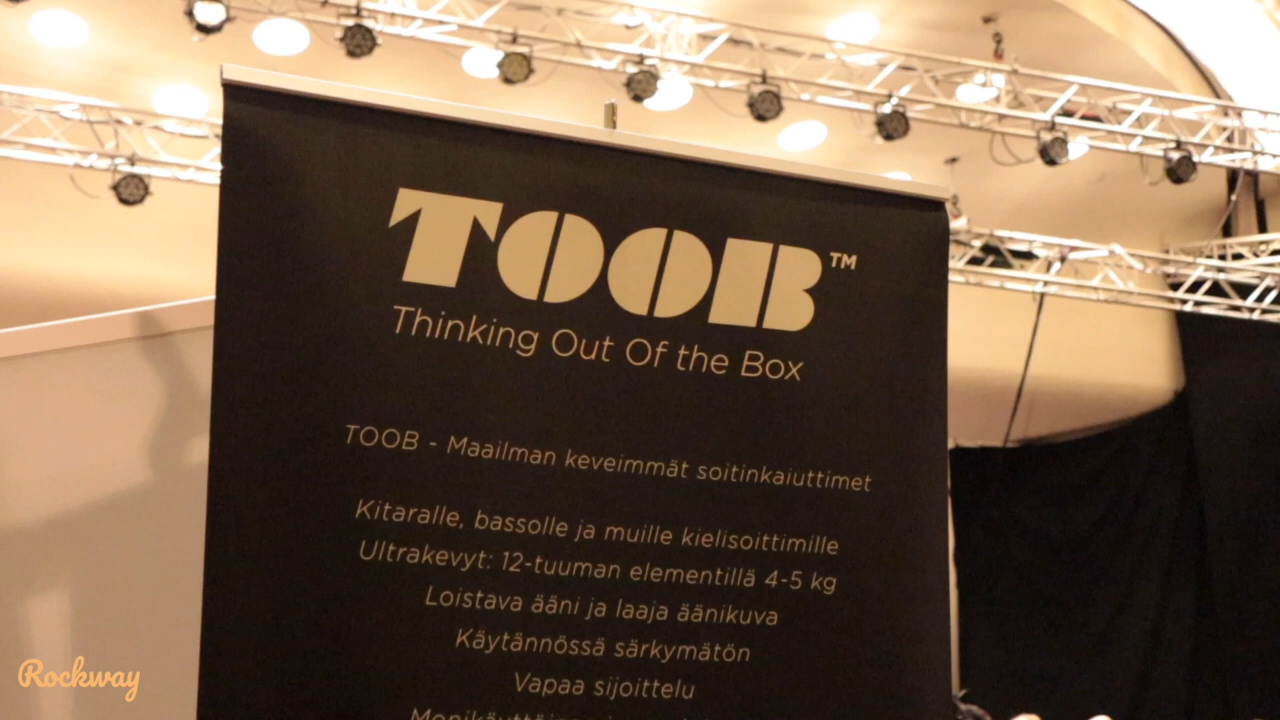 TOOB™
Thinking Out Of the Box
TOOB - Maailman keveimmät soitinkaiuttimet
Kitaralle, bassolle ja muille kielisoittimille
Ultrakevyt: 12-tuuman elementillä 4-5 kg
Loistava ääni ja laaja äänikuva
Käytännössä särkymätön
Vapaa sijoittelu
Rockway